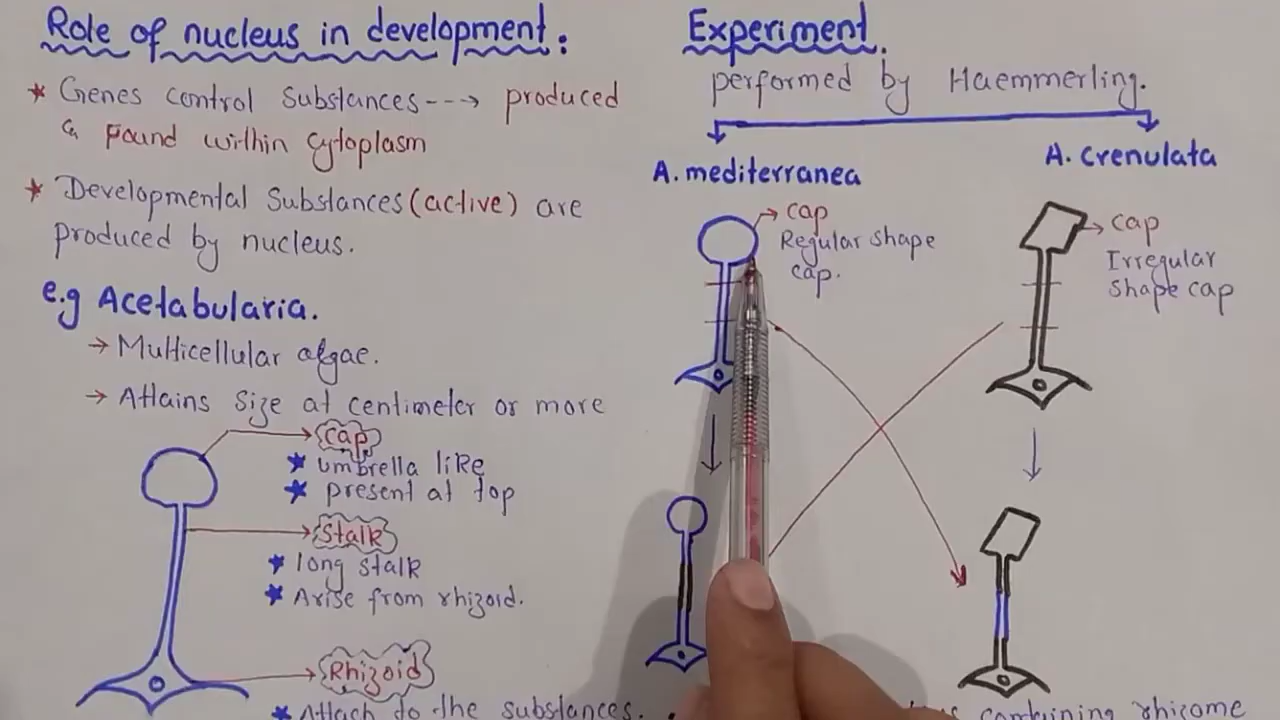 Role of nucleus in development:
* Genes control Substances ---→ produced
& Found within cytoplasm
* Developmental Substances (active) are
produced by nucleus.
e.g Acetabularia.
→ Multicellular algae.
→ Attains Size at centimeter or more
Cap
* umbrella like
* present at top
Stalk
* long stalk
* Arise from rhizoid.
Rhizoid
* Attach to the substances.
Experiment.
performed by Haemmerling.
A. mediterranea
Cap
Regular shape
cap.
A. crenulata
Cap
Irregular
shape cap
containing rhizome